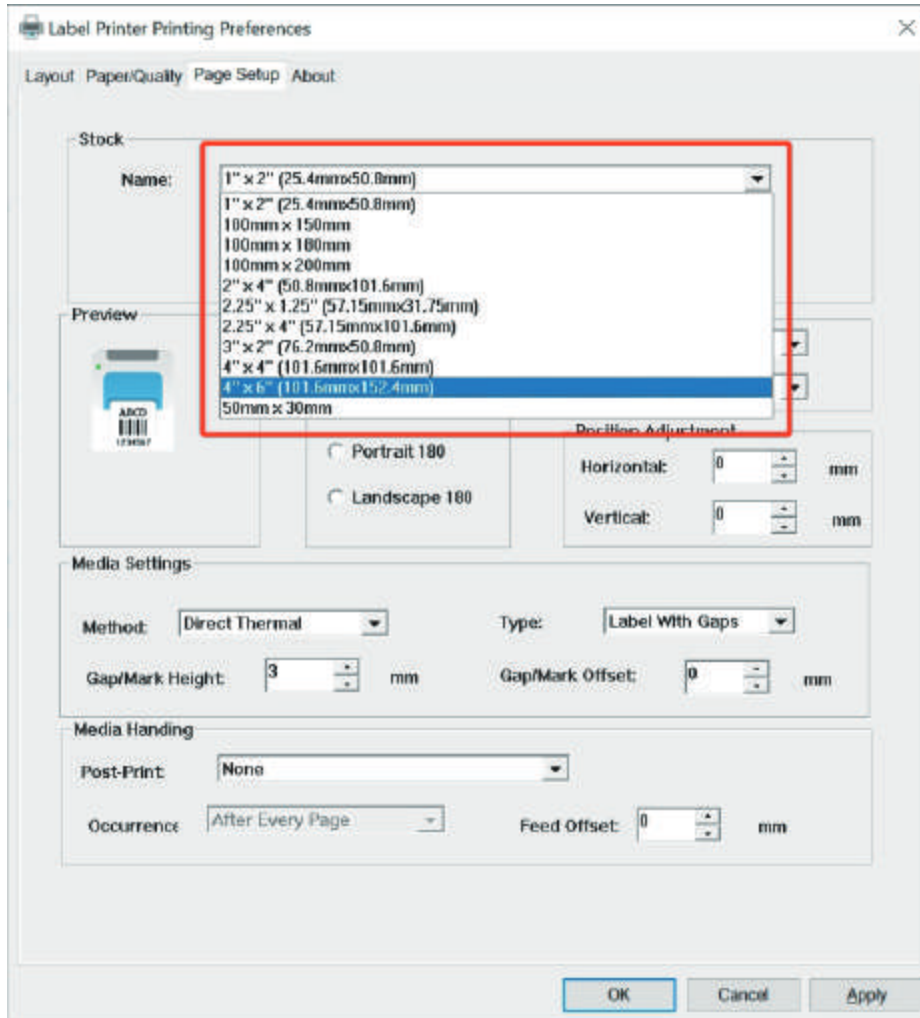 Label Printer Printing Preferences
Layout Paper/Quality Page Setup About
Stock
Name: 1" x 2" (25.4mmx50.8mm)
1" x 2" (25.4mmx50.8mm)
100mm x 150mm
100mm x 180mm
100mm x 200mm
2" x 4" (50.8mmx101.6mm)
2.25" x 1.25" (57.15mmx31.75mm)
2.25" x 4" (57.15mmx101.6mm)
3" x 2" (76.2mmx50.8mm)
4" x 4" (101.6mmx101.6mm)
4" x 6" (101.6mmx152.4mm)
50mm x 30mm
Preview
ABCD
1234567
Portrait 180
Landscape 180
Position Adjustment
Horizontal: 0 mm
Vertical: 0 mm
Media Settings
Method: Direct Thermal Type: Label With Gaps
Gap/Mark Height: 3 mm Gap/Mark Offset: 0 mm
Media Handing
Post-Print: None
Occurrence After Every Page Feed Offset: 0 mm
OK Cancel Apply